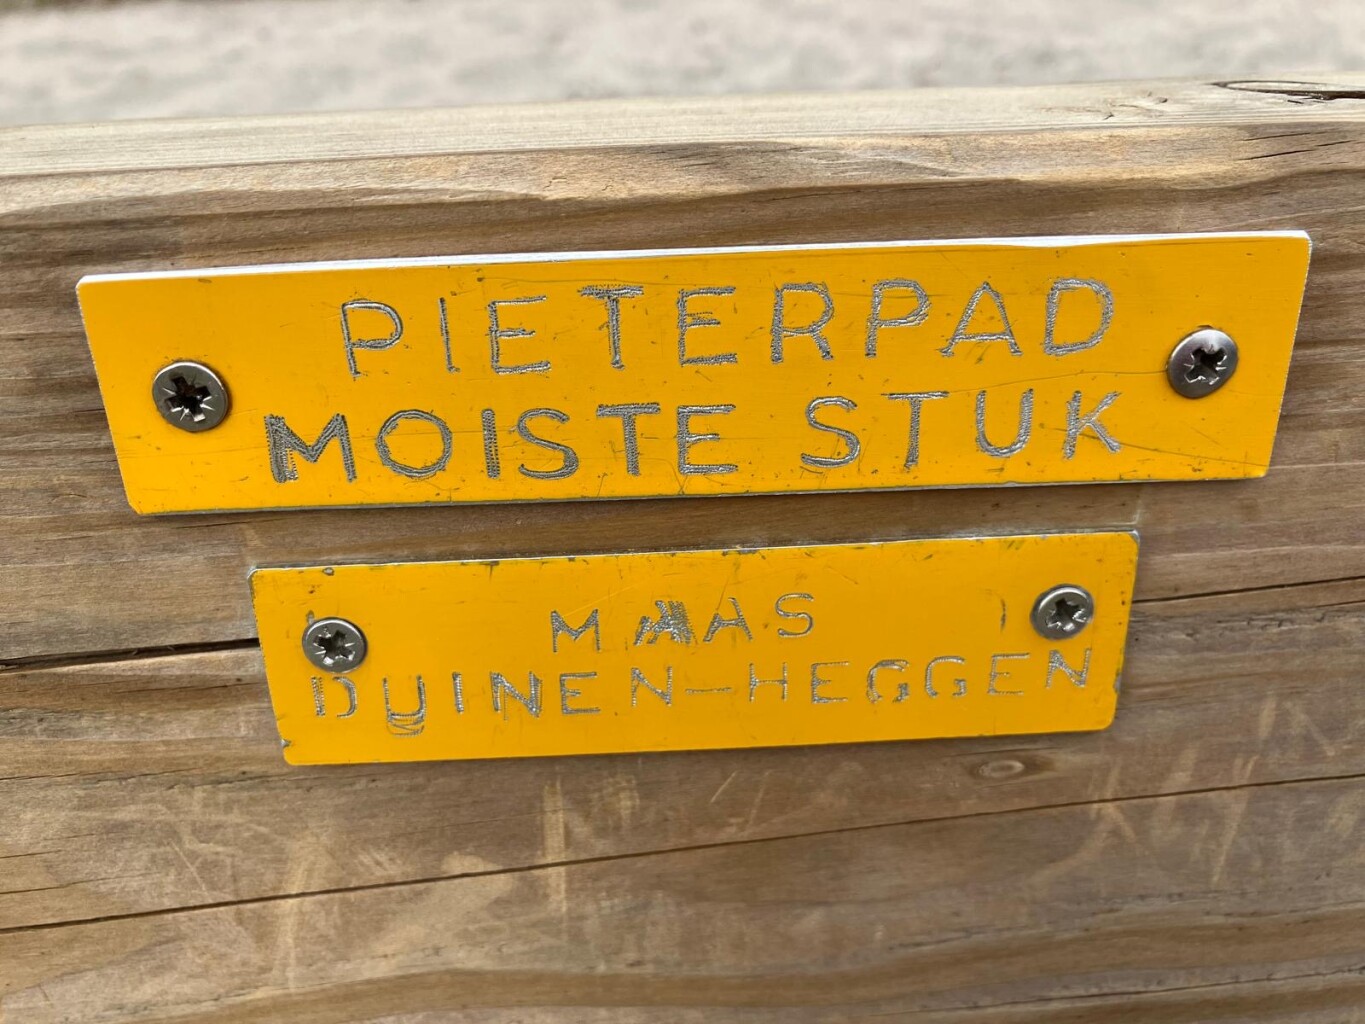 PIETERPAD
MOISTE STUK
MAAS
DUINEN-HEGGEN